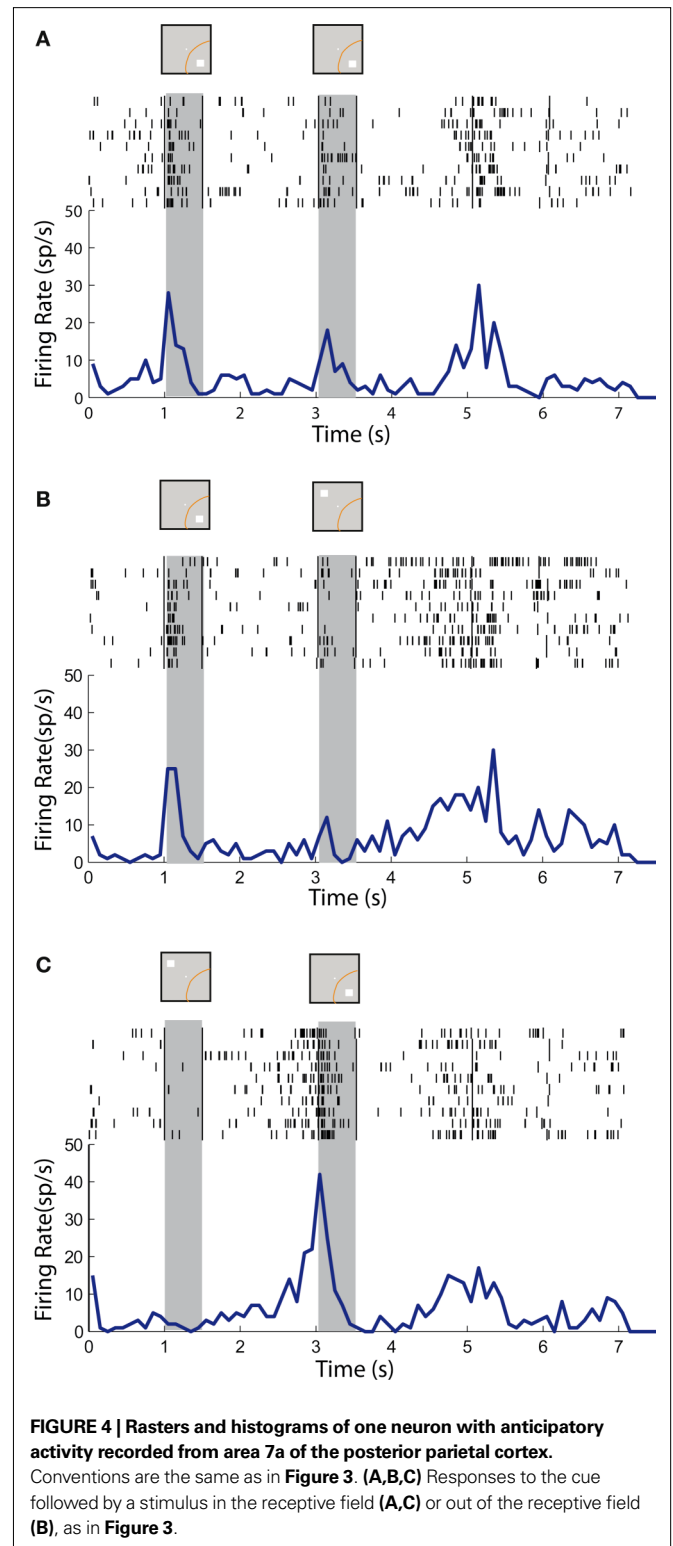 A
50
40
30
20
10
0
Firing Rate (sp/s)
0 1 2 3 4 5 6 7
Time (s)
B
50
40
30
20
10
0
Firing Rate(sp/s)
0 1 2 3 4 5 6 7
Time (s)
C
50
40
30
20
10
0
Firing Rate(sp/s)
0 1 2 3 4 5 6 7
Time (s)
FIGURE 4 | Rasters and histograms of one neuron with anticipatory
activity recorded from area 7a of the posterior parietal cortex.
Conventions are the same as in Figure 3. (A,B,C) Responses to the cue
followed by a stimulus in the receptive field (A,C) or out of the receptive field
(B), as in Figure 3.